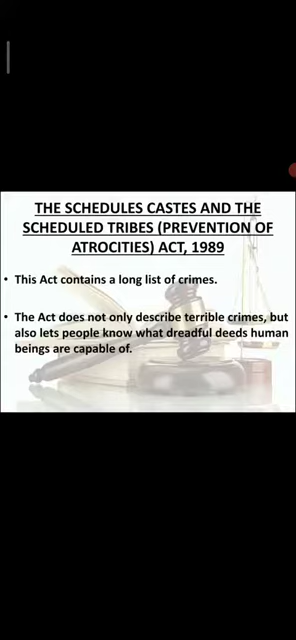 THE SCHEDULES CASTES AND THE
SCHEDULED TRIBES (PREVENTION OF
ATROCITIES) ACT, 1989
• This Act contains a long list of crimes.
• The Act does not only describe terrible crimes, but
also lets people know what dreadful deeds human
beings are capable of.